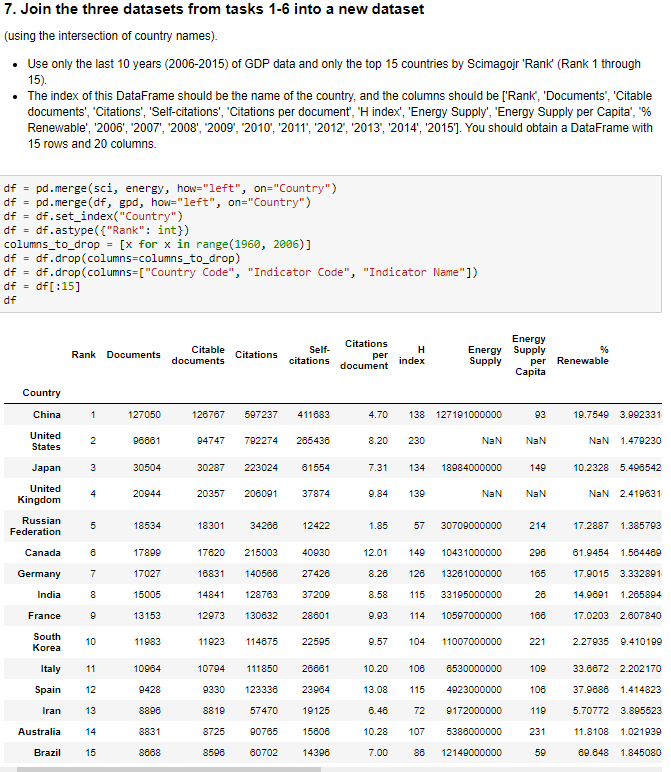 7. Join the three datasets from tasks 1-6 into a new dataset
(using the intersection of country names).
• Use only the last 10 years (2006-2015) of GDP data and only the top 15 countries by Scimagojr 'Rank' (Rank 1 through
15).
• The index of this DataFrame should be the name of the country, and the columns should be ['Rank', 'Documents', 'Citable
documents', 'Citations', 'Self-citations', 'Citations per document', 'H index', 'Energy Supply', 'Energy Supply per Capita', '%
Renewable', '2006', '2007', '2008', '2009', '2010', '2011', '2012', '2013', '2014', '2015']. You should obtain a DataFrame with
15 rows and 20 columns.
df = pd.merge(sci, energy, how="left", on="Country")
df = pd.merge(df, gpd, how="left", on="Country")
df = df.set_index("Country")
df = df.astype({"Rank": int})
columns_to_drop = [x for x in range(1960, 2006)]
df = df.drop(columns=columns_to_drop)
df = df.drop(columns=["Country Code", "Indicator Code", "Indicator Name"])
df = df[:15]
df
Rank Documents Citable documents Citations Self-citations Citations per document H index Energy Supply Energy Supply per Capita % Renewable
Country
China 1 127050 126767 597237 411683 4.70 138 127191000000 93 19.7549 3.992331
United States 2 96661 94747 792274 265436 8.20 230 NaN NaN NaN 1.479230
Japan 3 30504 30287 223024 61554 7.31 134 18984000000 149 10.2328 5.496542
United Kingdom 4 20944 20357 206091 37874 9.84 139 NaN NaN NaN 2.419631
Russian Federation 5 18534 18301 34266 12422 1.85 57 30709000000 214 17.2887 1.385793
Canada 6 17899 17620 215003 40930 12.01 149 10431000000 296 61.9454 1.564469
Germany 7 17027 16831 140566 27426 8.26 126 13261000000 165 17.9015 3.332891
India 8 15005 14841 128763 37209 8.58 115 33195000000 26 14.9691 1.265894
France 9 13153 12973 130632 28601 9.93 114 10597000000 166 17.0203 2.607840
South Korea 10 11983 11923 114675 22595 9.57 104 11007000000 221 2.27935 9.410199
Italy 11 10964 10794 111850 26661 10.20 106 6530000000 109 33.6672 2.202170
Spain 12 9428 9330 123336 23964 13.08 115 4923000000 106 37.9686 1.414823
Iran 13 8896 8819 57470 19125 6.46 72 9172000000 119 5.70772 3.895523
Australia 14 8831 8725 90765 15606 10.28 107 5386000000 231 11.8108 1.021939
Brazil 15 8668 8596 60702 14396 7.00 86 12149000000 59 69.648 1.845080